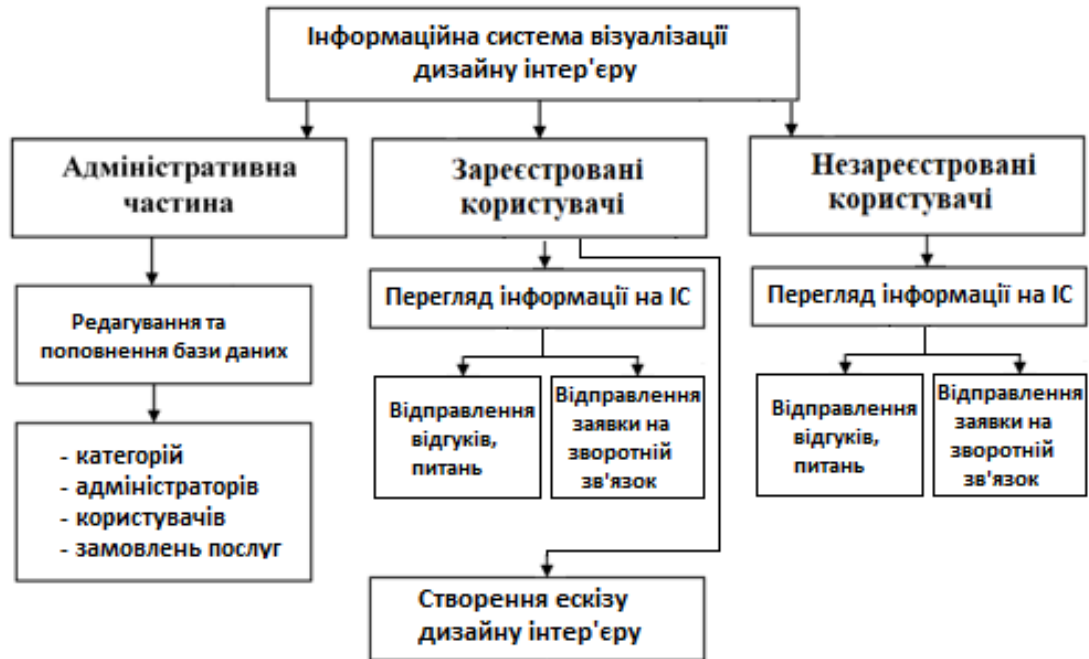 Інформаційна система візуалізації
дизайну інтер'єру
Адміністративна
частина
Зареєстровані
користувачі
Незареєстровані
користувачі
Редагування та
поповнення бази даних
Перегляд інформації на ІС
Перегляд інформації на ІС
Відправлення
відгуків,
питань
Відправлення
заявки на
зворотній
зв'язок
Відправлення
відгуків,
питань
Відправлення
заявки на
зворотній
зв'язок
- категорій
- адміністраторів
- користувачів
- замовлень послуг
Створення ескізу
дизайну інтер'єру